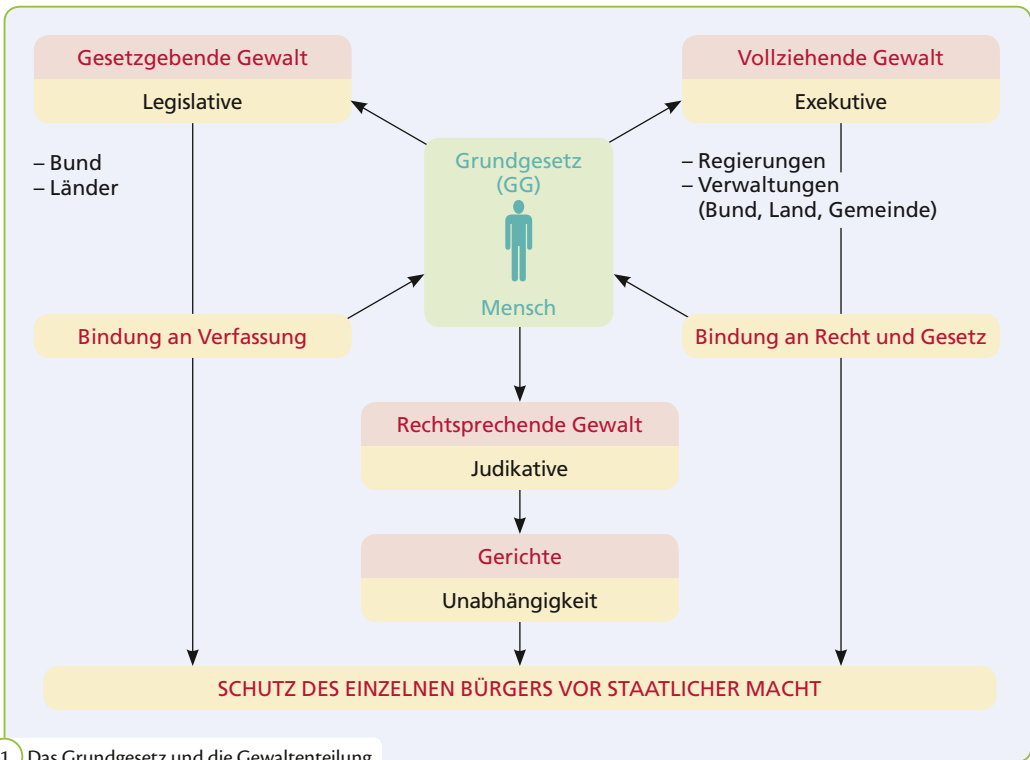 Gesetzgebende Gewalt
Legislative
– Bund
– Länder
Vollziehende Gewalt
Exekutive
– Regierungen
– Verwaltungen
(Bund, Land, Gemeinde)
Grundgesetz
(GG)
Mensch
Bindung an Verfassung
Bindung an Recht und Gesetz
Rechtsprechende Gewalt
Judikative
Gerichte
Unabhängigkeit
SCHUTZ DES EINZELNEN BÜRGERS VOR STAATLICHER MACHT
1 Das Grundgesetz und die Gewaltenteilung